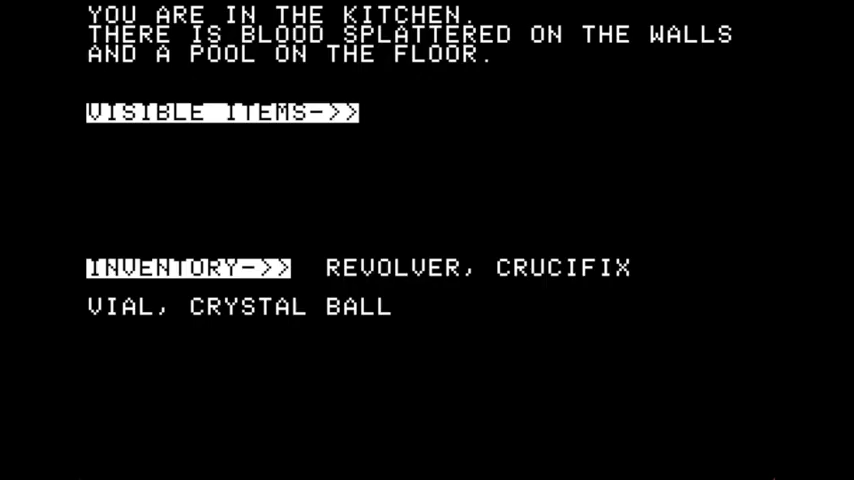 YOU ARE IN THE KITCHEN.
THERE IS BLOOD SPLATTERED ON THE WALLS
AND A POOL ON THE FLOOR.
VISIBLE ITEMS->>
INVENTORY->> REVOLVER, CRUCIFIX
VIAL, CRYSTAL BALL